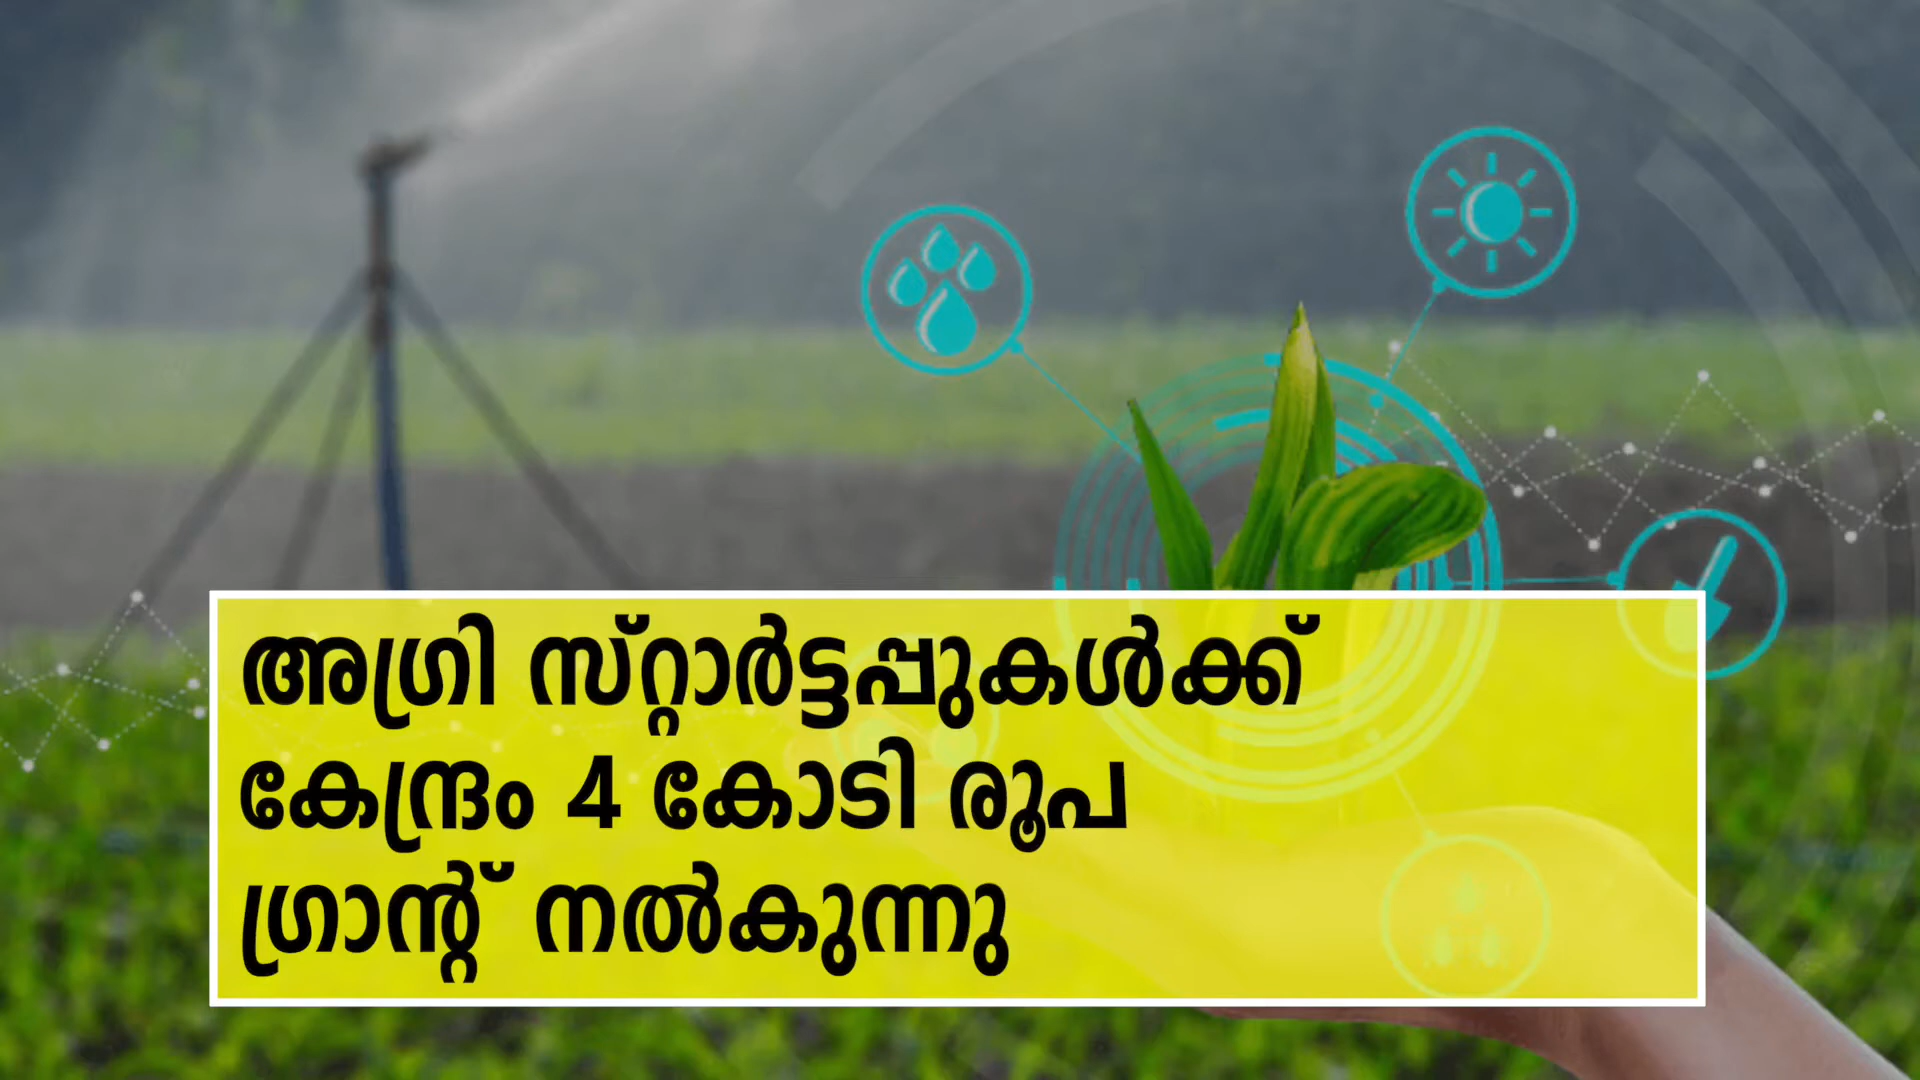 അഗ്രി സ്റ്റാർട്ടപ്പുകൾക്ക്
കേന്ദ്രം 4 കോടി രൂപ
ഗ്രാന്റ് നൽകുന്നു